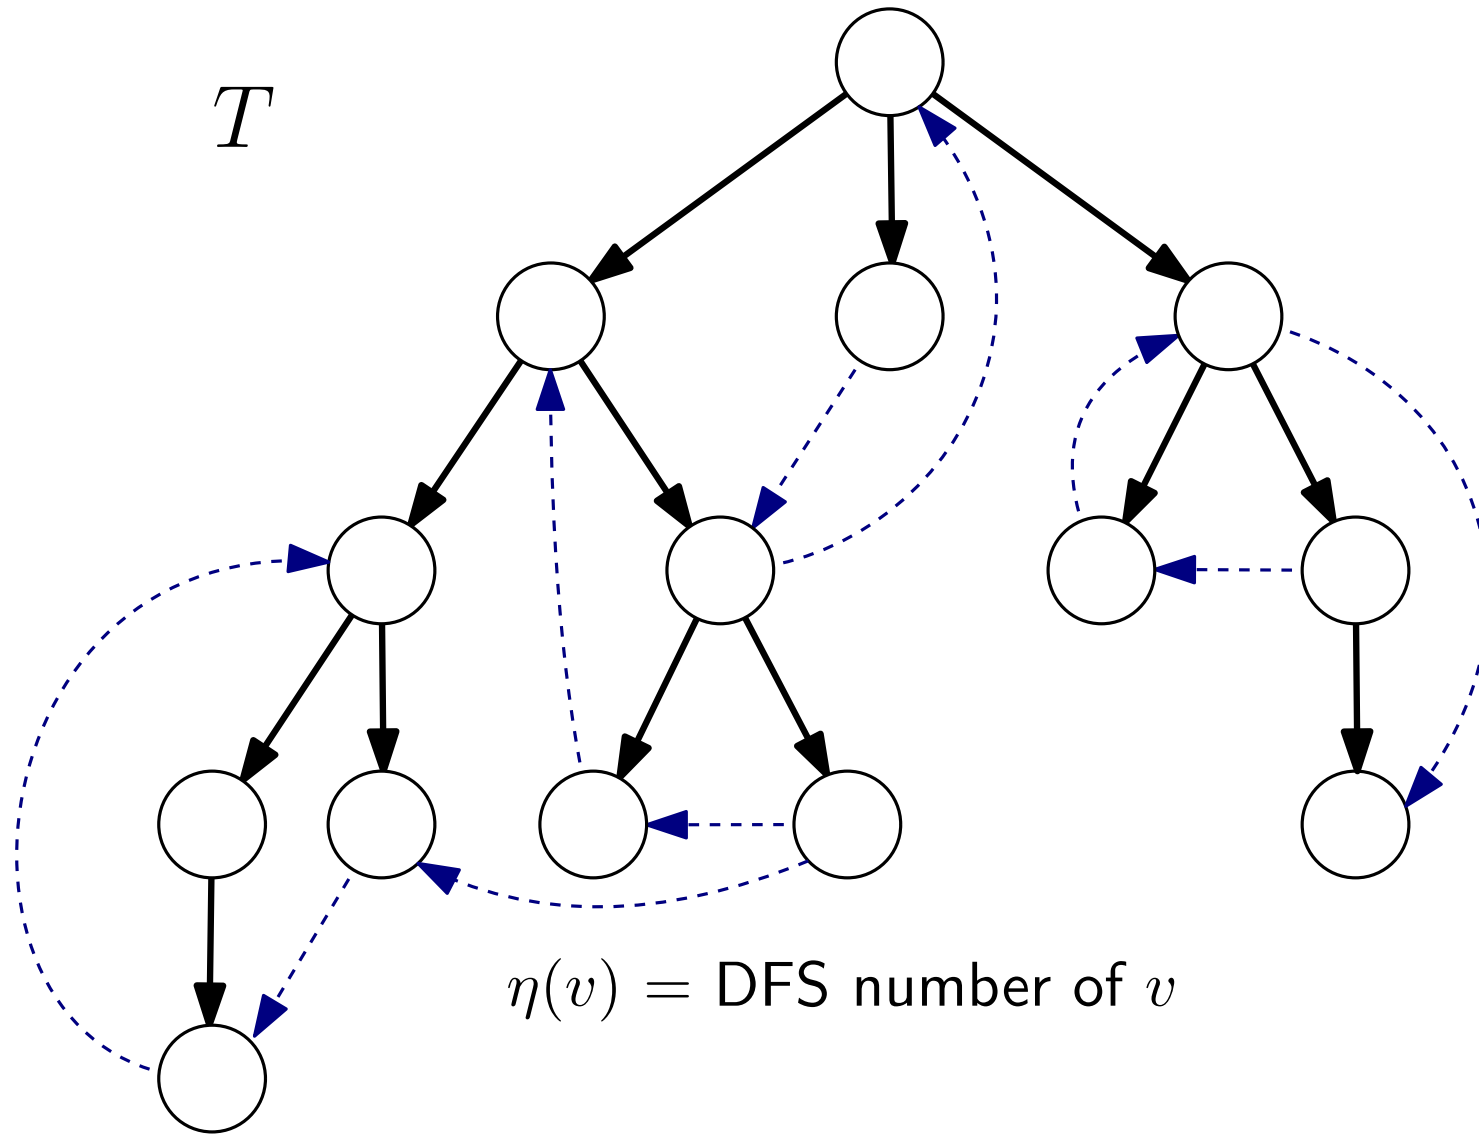 T
η(v) = DFS number of v